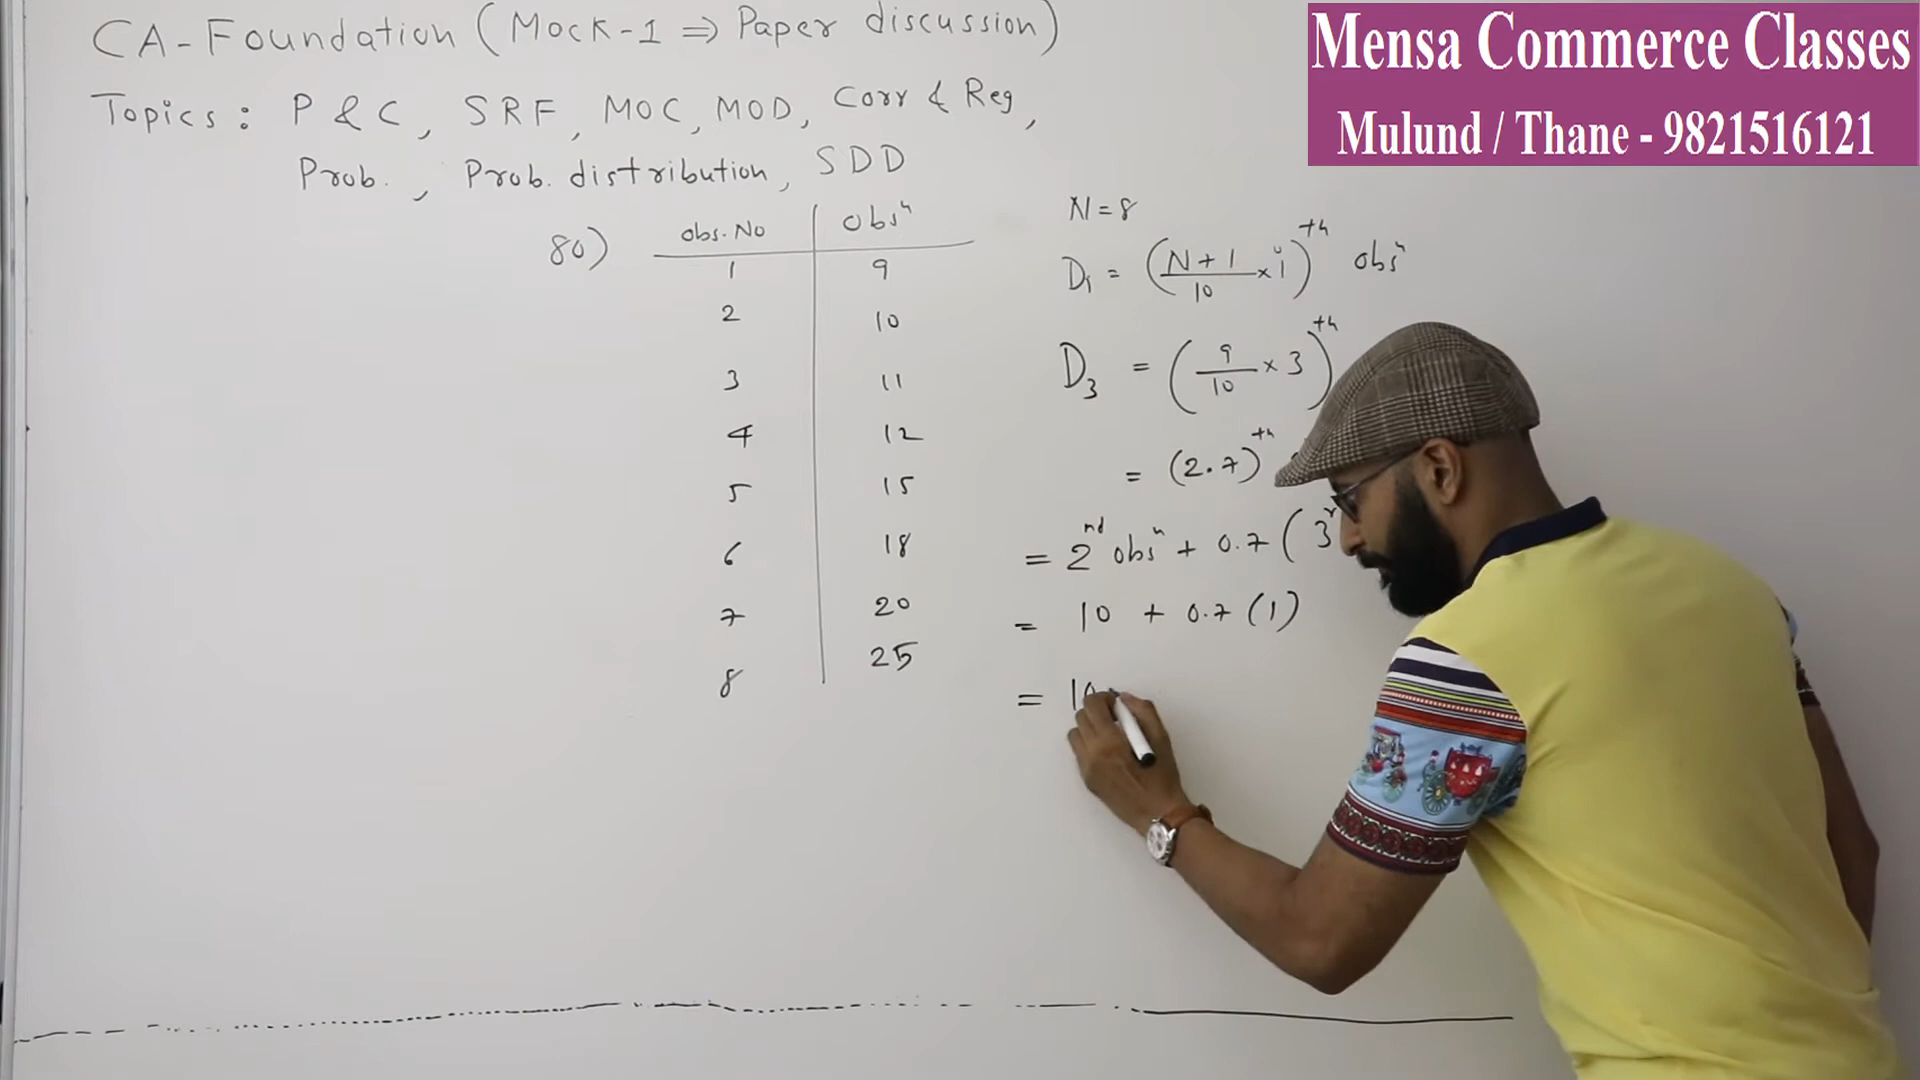 CA-Foundation (Mock-1 ⇒ Paper discussion)
Topics: P & C, SRF, MOC, MOD, Corr & Reg,
Prob., Prob. distribution, SDD
Mensa Commerce Classes
Mulund / Thane - 9821516121
80)
obs. No obsⁿ
1 9
2 10
3 11
4 12
5 15
6 18
7 20
8 25
N = 8
Dᵢ = (N + 1 / 10 × i)ᵗʰ obsⁿ
D₃ = (9 / 10 × 3)ᵗʰ
= (2.7)ᵗʰ
= 2ⁿᵈ obsⁿ + 0.7 (3
= 10 + 0.7 (1)
= 10